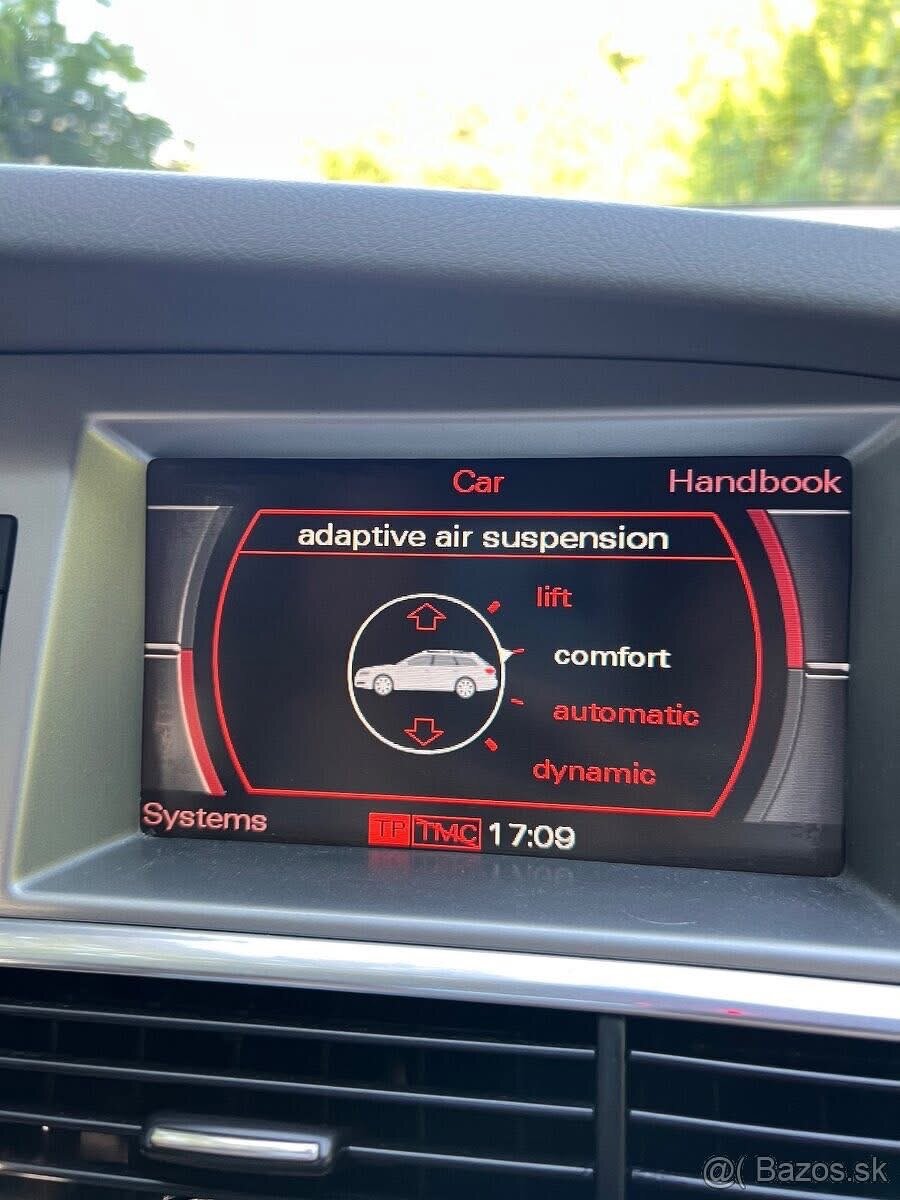 Car
Handbook
adaptive air suspension
lift
comfort
automatic
dynamic
Systems
TP TMC 17:09
@( Bazos.sk